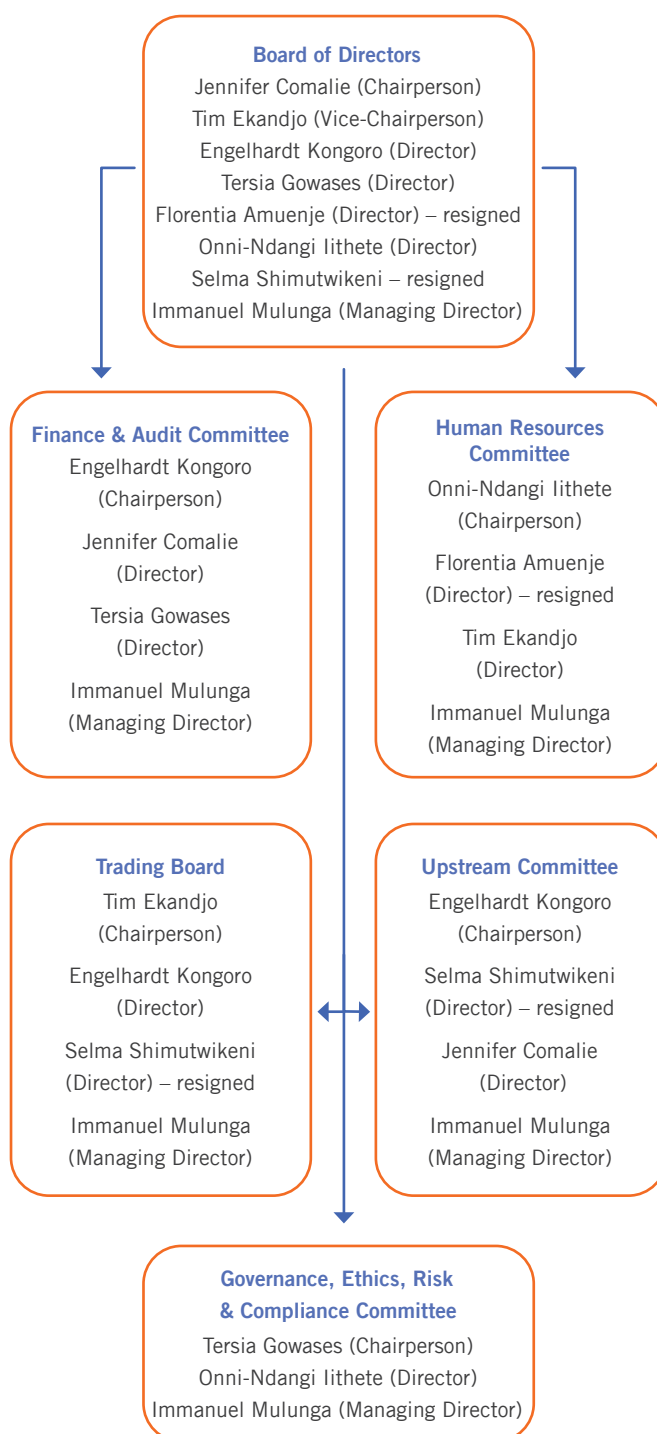 Board of Directors
Jennifer Comalie (Chairperson)
Tim Ekandjo (Vice-Chairperson)
Engelhardt Kongoro (Director)
Tersia Gowases (Director)
Florentia Amuenje (Director) – resigned
Onni-Ndangi Iithete (Director)
Selma Shimutwikeni – resigned
Immanuel Mulunga (Managing Director)
Finance & Audit Committee
Engelhardt Kongoro
(Chairperson)
Jennifer Comalie
(Director)
Tersia Gowases
(Director)
Immanuel Mulunga
(Managing Director)
Human Resources
Committee
Onni-Ndangi Iithete
(Chairperson)
Florentia Amuenje
(Director) – resigned
Tim Ekandjo
(Director)
Immanuel Mulunga
(Managing Director)
Trading Board
Tim Ekandjo
(Chairperson)
Engelhardt Kongoro
(Director)
Selma Shimutwikeni
(Director) – resigned
Immanuel Mulunga
(Managing Director)
Upstream Committee
Engelhardt Kongoro
(Chairperson)
Selma Shimutwikeni
(Director) – resigned
Jennifer Comalie
(Director)
Immanuel Mulunga
(Managing Director)
Governance, Ethics, Risk
& Compliance Committee
Tersia Gowases (Chairperson)
Onni-Ndangi Iithete (Director)
Immanuel Mulunga (Managing Director)